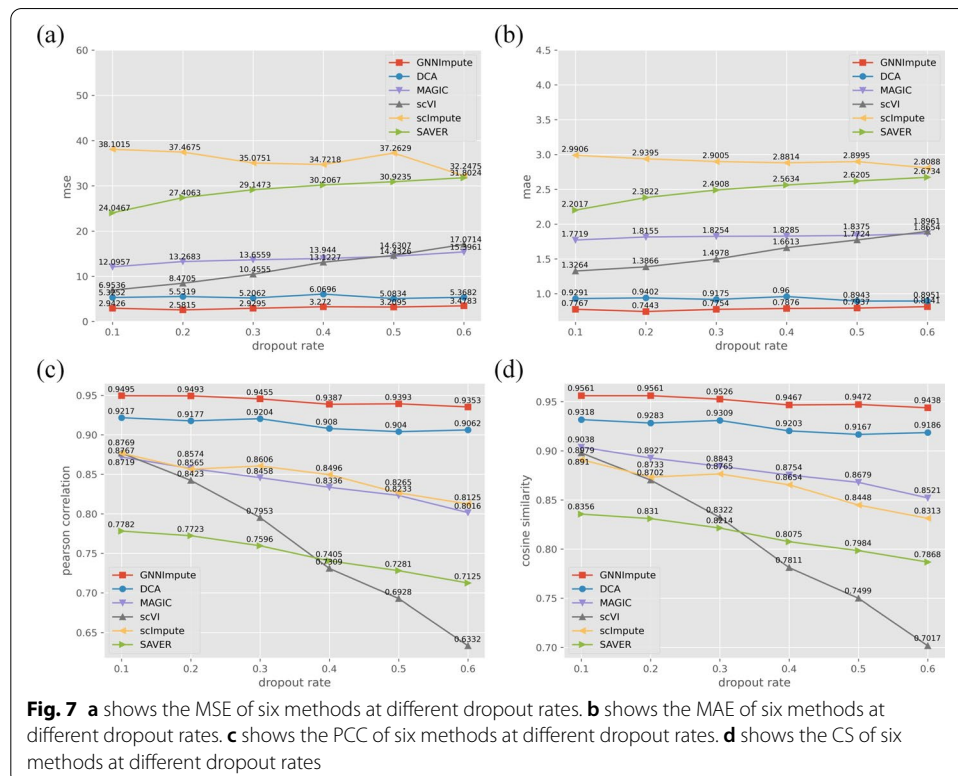 (a)
60
50
40
30
20
10
0
mse
GNNImpute
DCA
MAGIC
scVI
scImpute
SAVER
38.1015 37.4675 35.0751 34.7218 37.2629 32.2475
24.0467 27.4063 29.1473 30.2067 30.9235 31.8024
12.0957 13.2683 13.6559 13.944 14.4326 15.3961
6.9536 8.4705 10.4555 13.1227 14.6307 17.0714
5.3252 5.5319 5.2062 6.0696 5.0834 5.3682
2.9426 2.5815 2.9295 3.272 3.2095 3.4783
0.1 0.2 0.3 0.4 0.5 0.6
dropout rate
(b)
4.5
4.0
3.5
3.0
2.5
2.0
1.5
1.0
mae
GNNImpute
DCA
MAGIC
scVI
scImpute
SAVER
2.9906 2.9395 2.9005 2.8814 2.8995 2.8088
2.2017 2.3822 2.4908 2.5634 2.6205 2.6734
1.7719 1.8155 1.8254 1.8285 1.8375 1.8654
1.3264 1.3866 1.4978 1.6613 1.7724 1.8961
0.9291 0.9402 0.9175 0.96 0.8943 0.8951
0.7767 0.7443 0.7754 0.7876 0.7937 0.8141
0.1 0.2 0.3 0.4 0.5 0.6
dropout rate
(c)
0.95
0.90
0.85
0.80
0.75
0.70
0.65
pearson correlation
0.9495 0.9493 0.9455 0.9387 0.9393 0.9353
0.9217 0.9177 0.9204 0.908 0.904 0.9062
0.8769 0.8574 0.8606 0.8496 0.8265 0.8125
0.8767 0.8565 0.8458 0.8336 0.8233 0.8016
0.8719 0.8423 0.7953 0.7309 0.6928 0.6332
0.7782 0.7723 0.7596 0.7405 0.7281 0.7125
GNNImpute
DCA
MAGIC
scVI
scImpute
SAVER
0.1 0.2 0.3 0.4 0.5 0.6
dropout rate
(d)
0.95
0.90
0.85
0.80
0.75
0.70
cosine similarity
0.9561 0.9561 0.9526 0.9467 0.9472 0.9438
0.9318 0.9283 0.9309 0.9203 0.9167 0.9186
0.9038 0.8927 0.8843 0.8754 0.8679 0.8521
0.8979 0.8733 0.8765 0.8654 0.8448 0.8313
0.891 0.8702 0.8322 0.7811 0.7499 0.7017
0.8356 0.831 0.8214 0.8075 0.7984 0.7868
GNNImpute
DCA
MAGIC
scVI
scImpute
SAVER
0.1 0.2 0.3 0.4 0.5 0.6
dropout rate
Fig. 7 a shows the MSE of six methods at different dropout rates. b shows the MAE of six methods at
different dropout rates. c shows the PCC of six methods at different dropout rates. d shows the CS of six
methods at different dropout rates